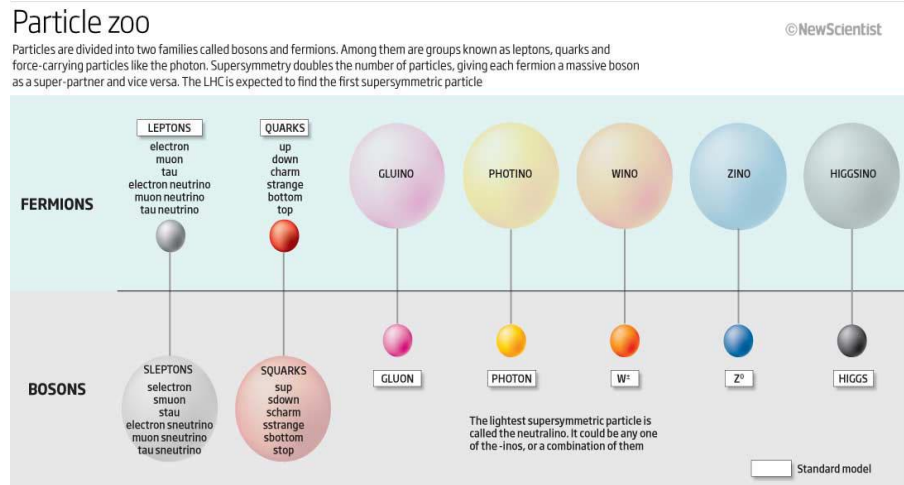 Particle zoo
©NewScientist
Particles are divided into two families called bosons and fermions. Among them are groups known as leptons, quarks and
force-carrying particles like the photon. Supersymmetry doubles the number of particles, giving each fermion a massive boson
as a super-partner and vice versa. The LHC is expected to find the first supersymmetric particle
FERMIONS
LEPTONS
electron
muon
tau
electron neutrino
muon neutrino
tau neutrino
QUARKS
up
down
charm
strange
bottom
top
GLUINO
PHOTINO
WINO
ZINO
HIGGSINO
BOSONS
SLEPTONS
selectron
smuon
stau
electron sneutrino
muon sneutrino
tau sneutrino
SQUARKS
sup
sdown
scharm
sstrange
sbottom
stop
GLUON
PHOTON
W±
Z⁰
HIGGS
The lightest supersymmetric particle is
called the neutralino. It could be any one
of the -inos, or a combination of them
Standard model